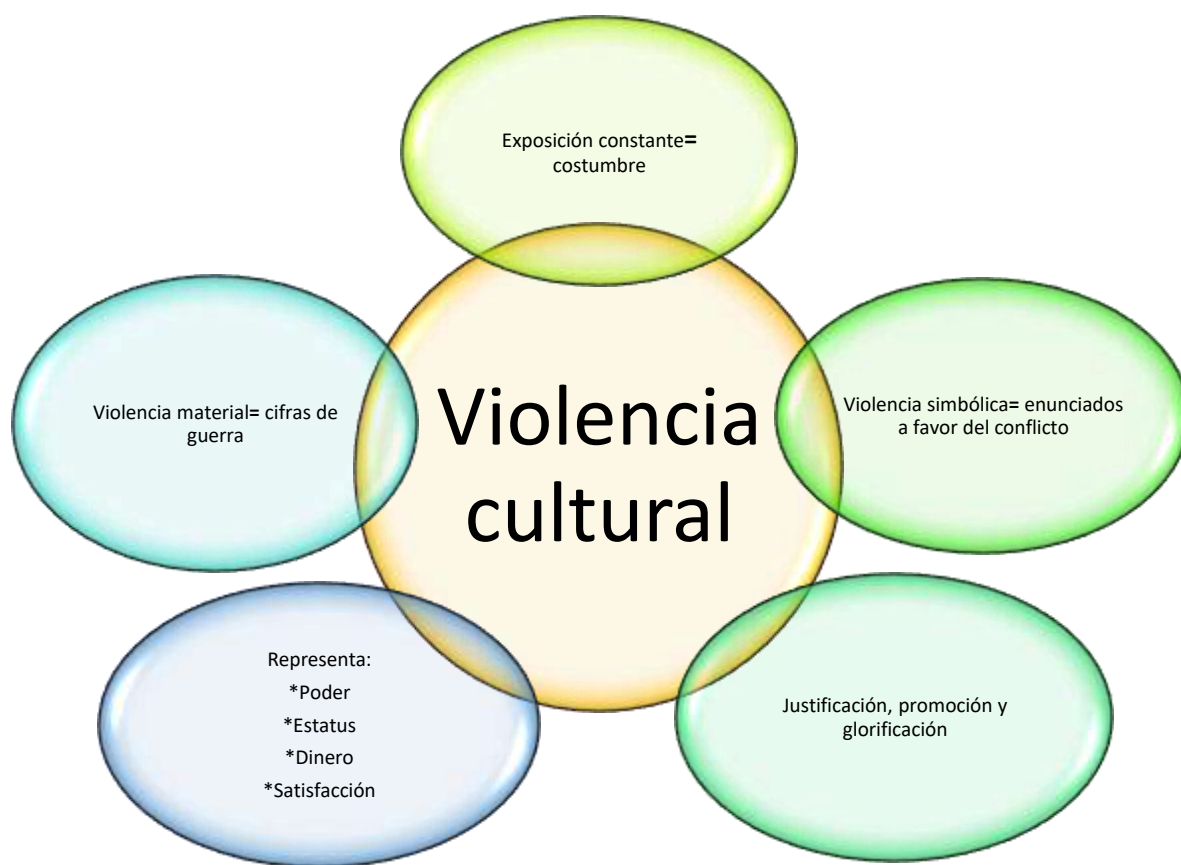 Exposición constante=
costumbre
Violencia material= cifras de
guerra
Violencia
cultural
Violencia simbólica= enunciados
a favor del conflicto
Representa:
*Poder
*Estatus
*Dinero
*Satisfacción
Justificación, promoción y
glorificación